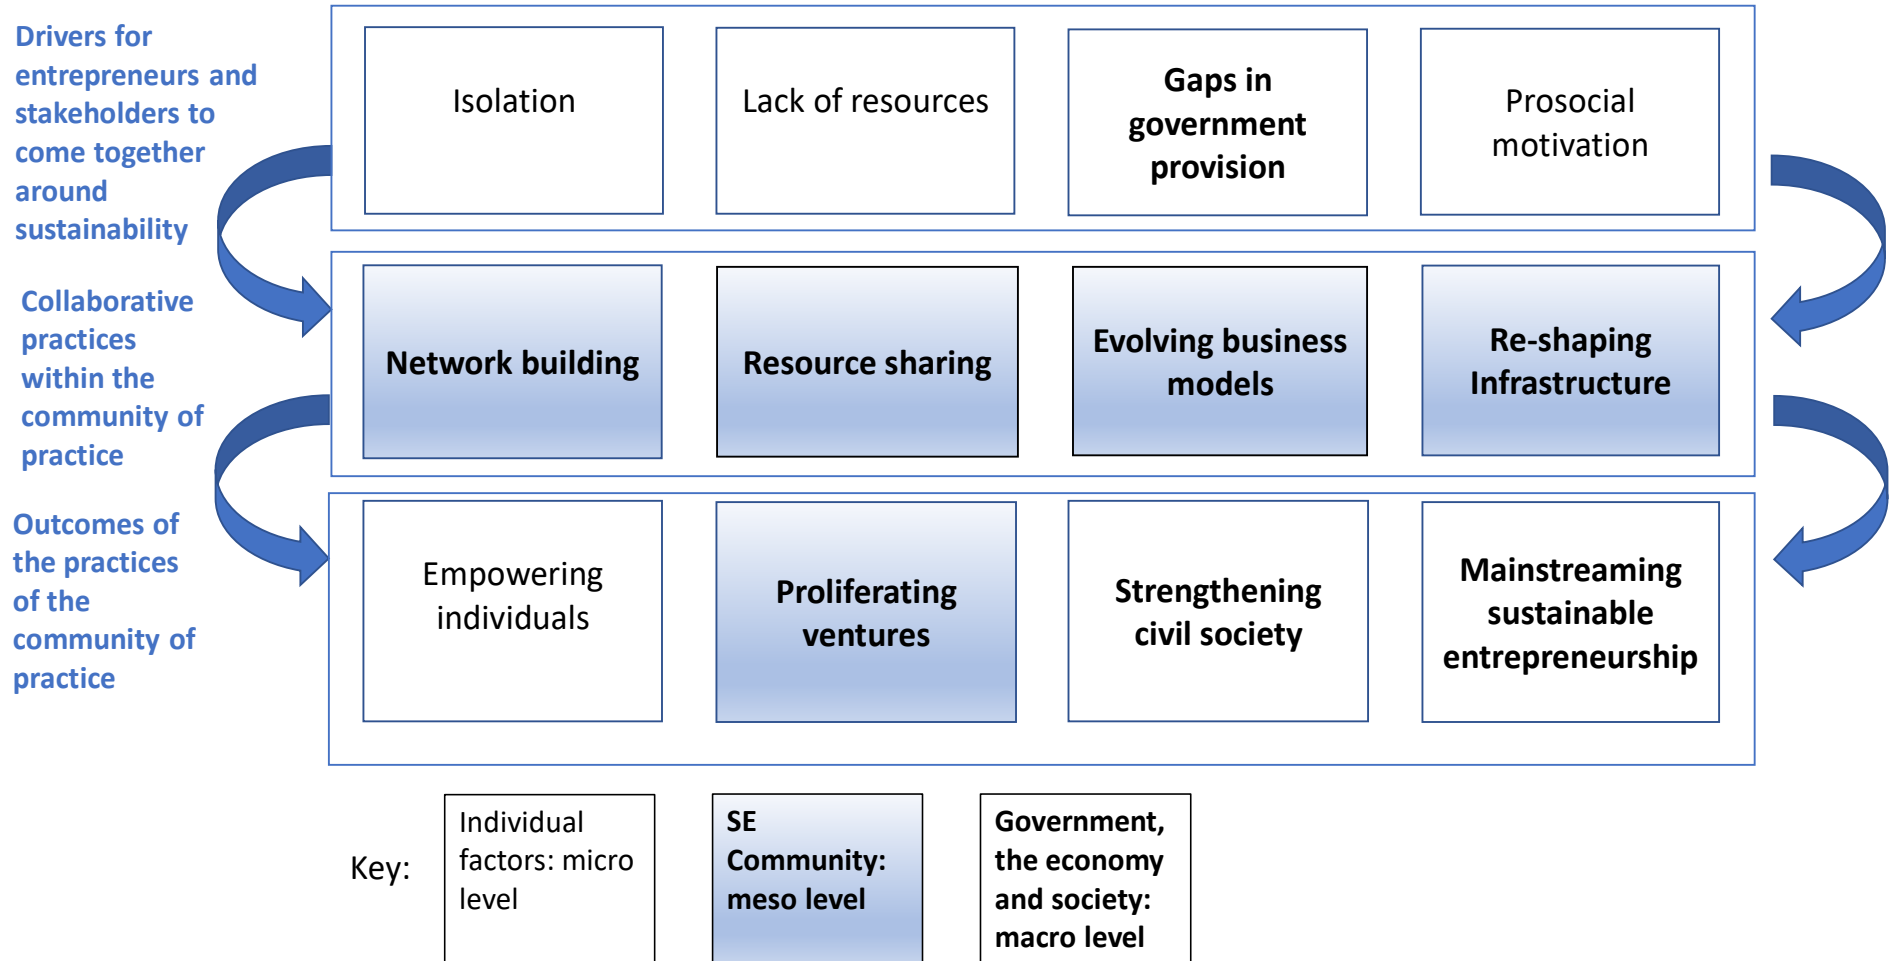 Drivers for
entrepreneurs and
stakeholders to
come together
around
sustainability
Isolation
Lack of resources
Gaps in
government
provision
Prosocial
motivation
Collaborative
practices
within the
community of
practice
Network building
Resource sharing
Evolving business
models
Re-shaping
Infrastructure
Outcomes of
the practices
of the
community of
practice
Empowering
individuals
Proliferating
ventures
Strengthening
civil society
Mainstreaming
sustainable
entrepreneurship
Key:
Individual
factors: micro
level
SE
Community:
meso level
Government,
the economy
and society:
macro level